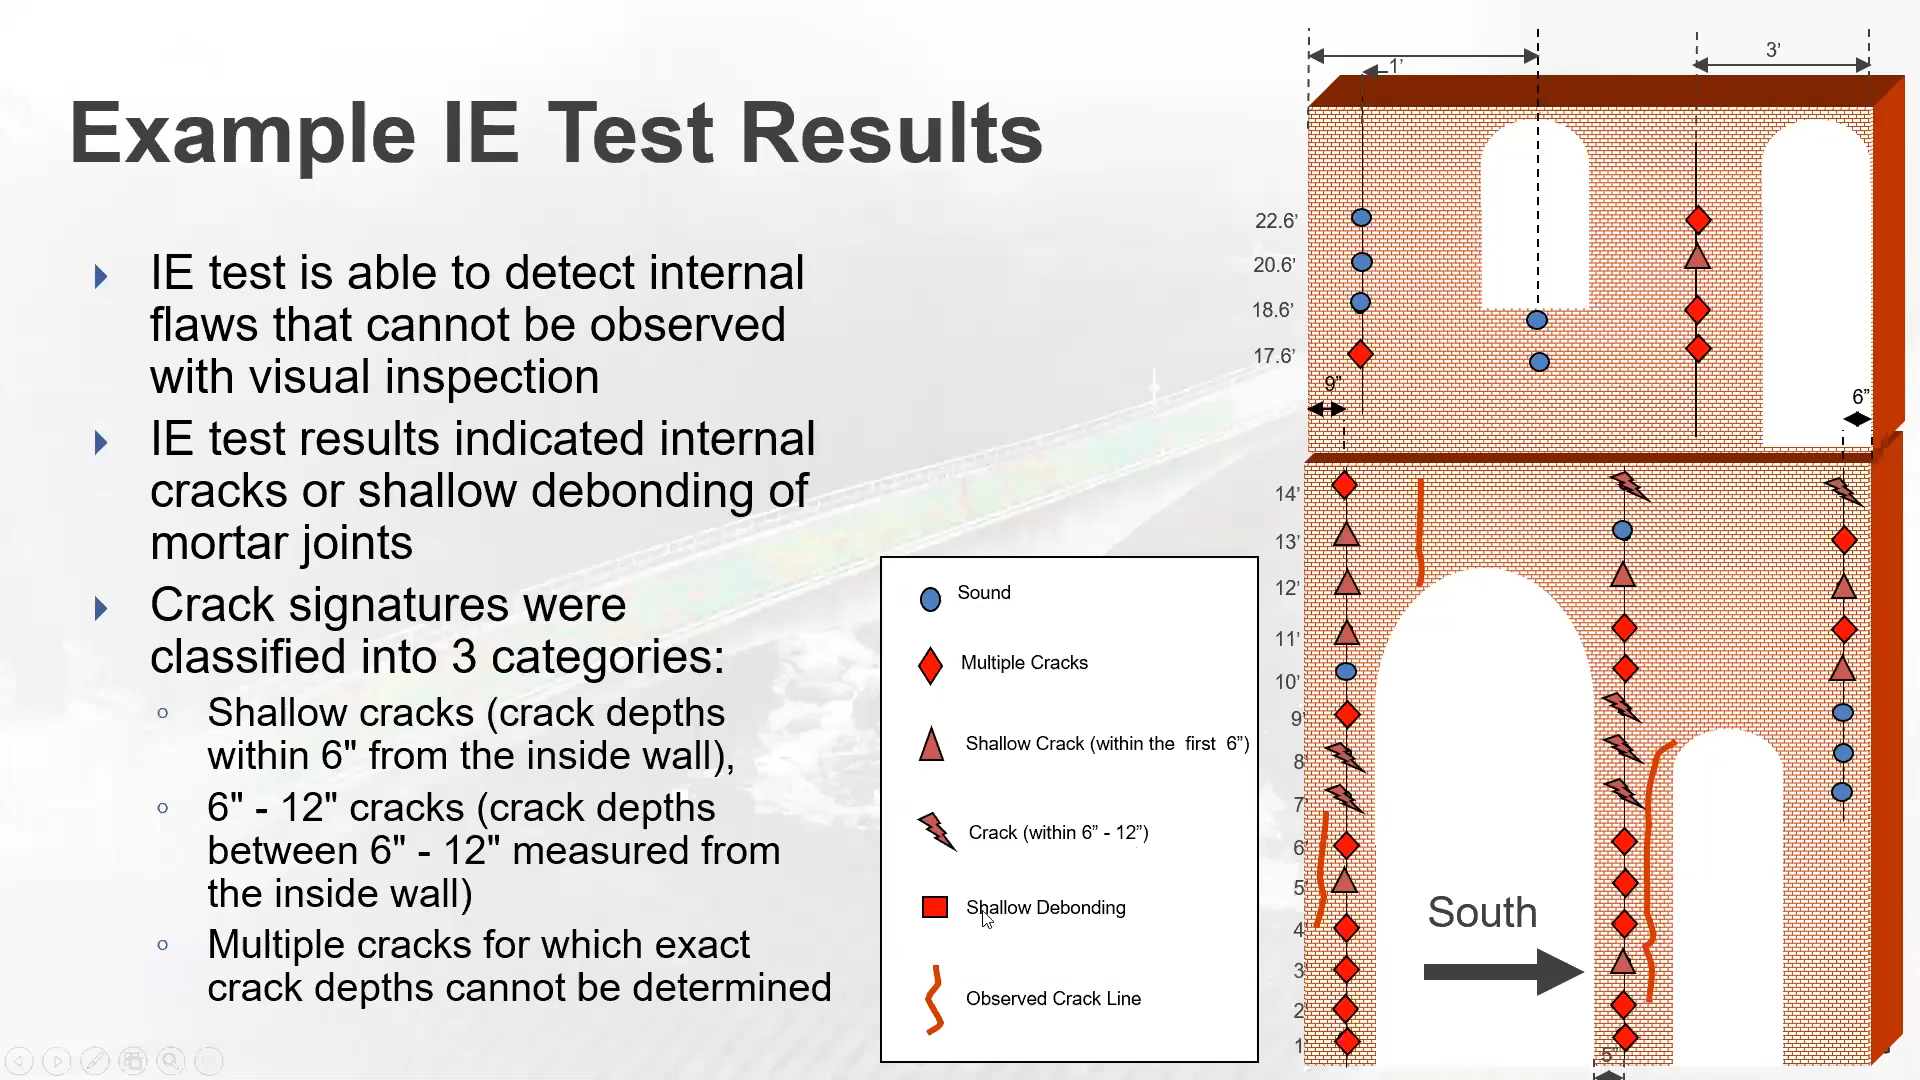 Example IE Test Results
IE test is able to detect internal
flaws that cannot be observed
with visual inspection
IE test results indicated internal
cracks or shallow debonding of
mortar joints
Crack signatures were
classified into 3 categories:
Shallow cracks (crack depths
within 6" from the inside wall),
6" - 12" cracks (crack depths
between 6" - 12" measured from
the inside wall)
Multiple cracks for which exact
crack depths cannot be determined
Sound
Multiple Cracks
Shallow Crack (within the first 6”)
Crack (within 6” - 12”)
Shallow Debonding
Observed Crack Line
1’
3’
22.6’
20.6’
18.6’
17.6’
9”
6”
14’
13’
12’
11’
10’
9’
8’
7’
6’
5’
4’
3’
2’
1’
South
5”